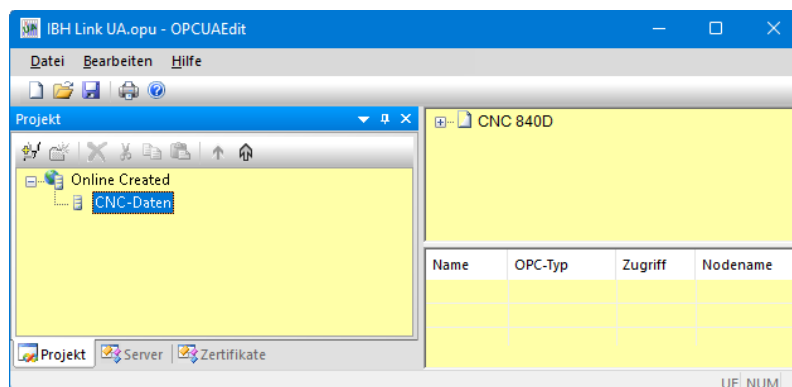 IBH Link UA.opu - OPCUAEdit
Datei Bearbeiten Hilfe
Projekt
CNC 840D
Online Created
CNC-Daten
Name OPC-Typ Zugriff Nodename
Projekt Server Zertifikate
UF NUM